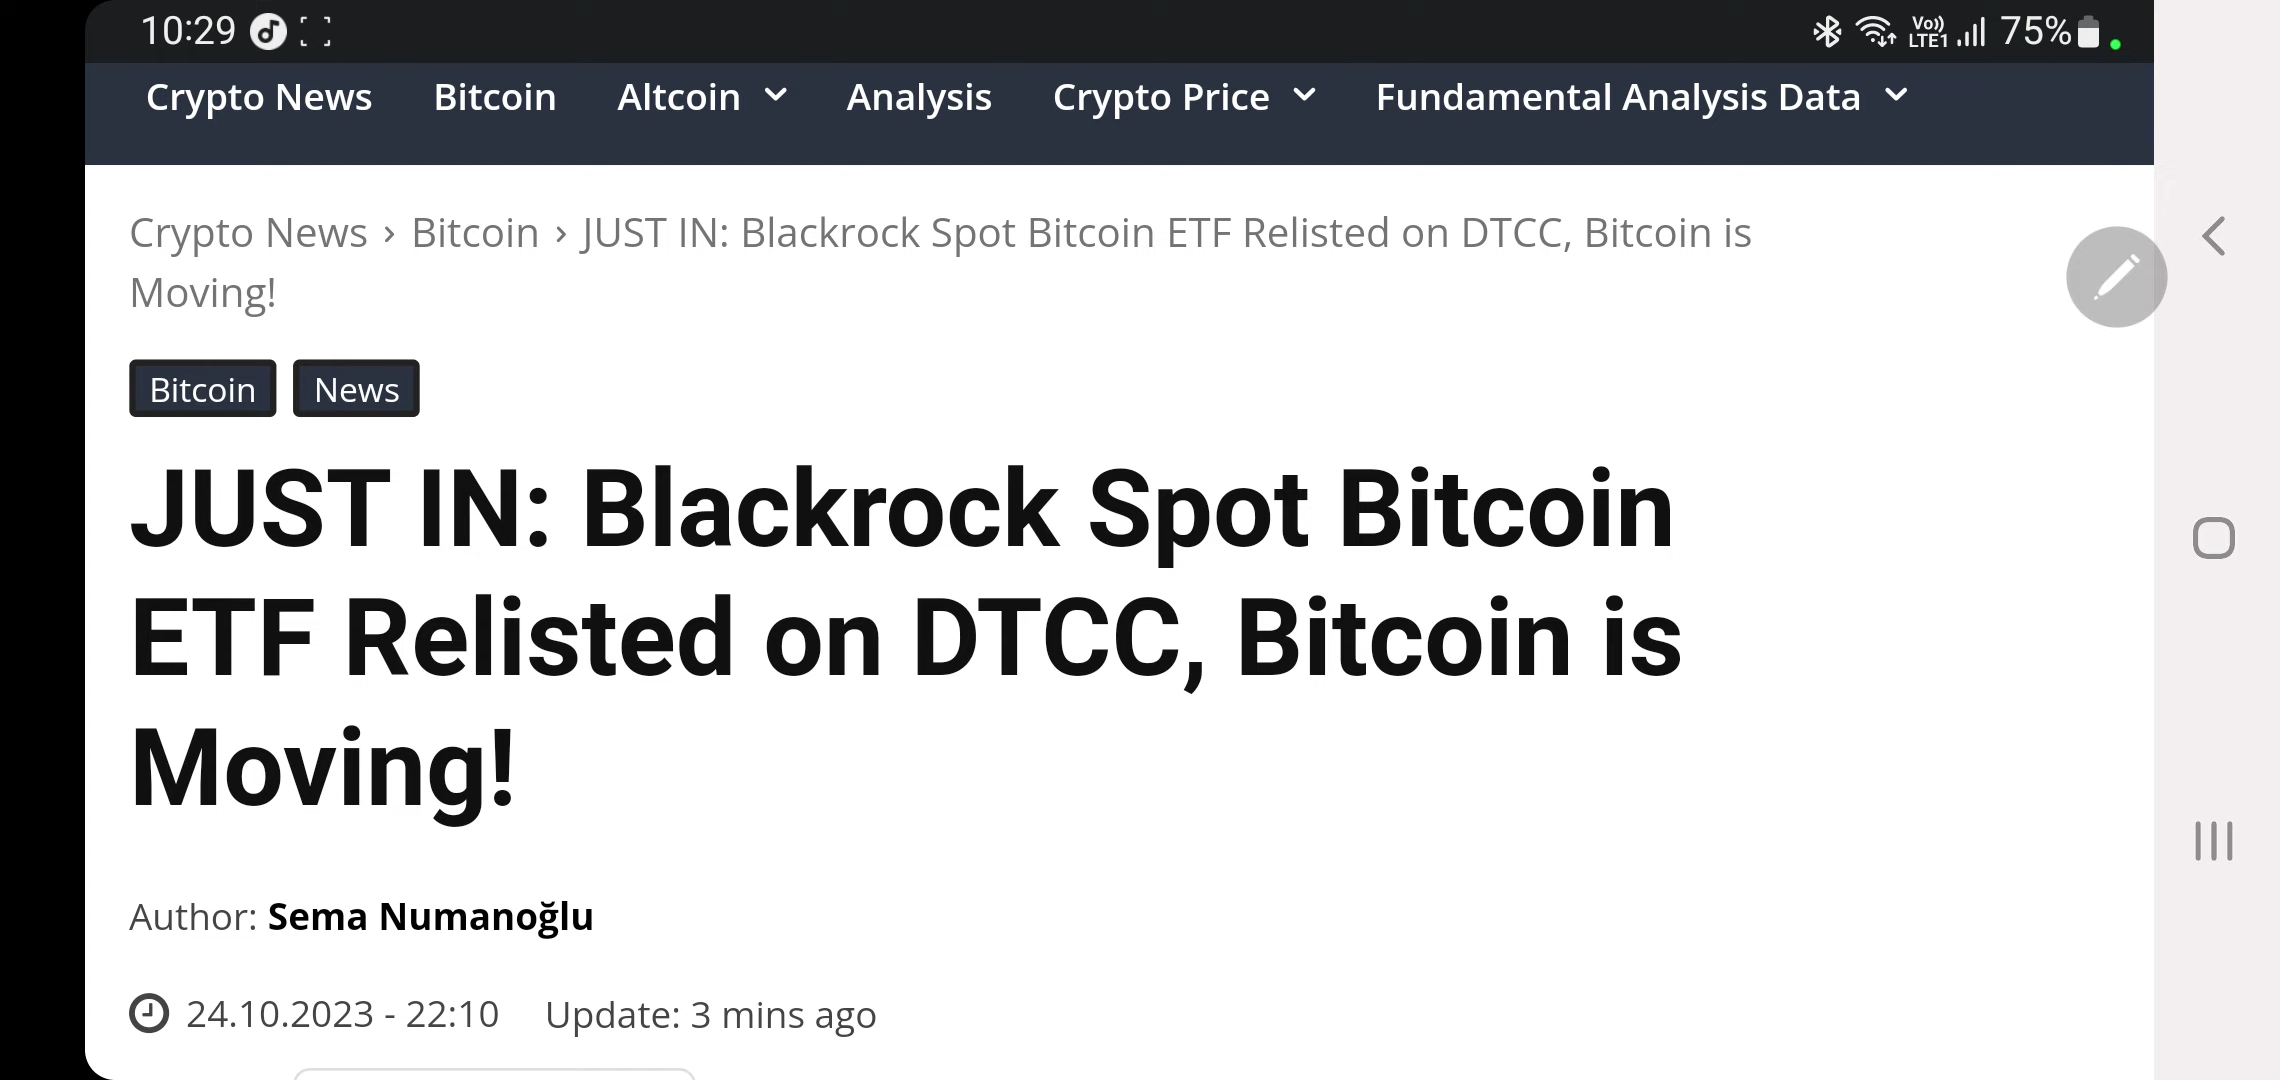 10:29 Vo)) LTE1 75%
Crypto News Bitcoin Altcoin Analysis Crypto Price Fundamental Analysis Data
Crypto News › Bitcoin › JUST IN: Blackrock Spot Bitcoin ETF Relisted on DTCC, Bitcoin is
Moving!
Bitcoin News
JUST IN: Blackrock Spot Bitcoin
ETF Relisted on DTCC, Bitcoin is
Moving!
Author: Sema Numanoğlu
24.10.2023 - 22:10 Update: 3 mins ago